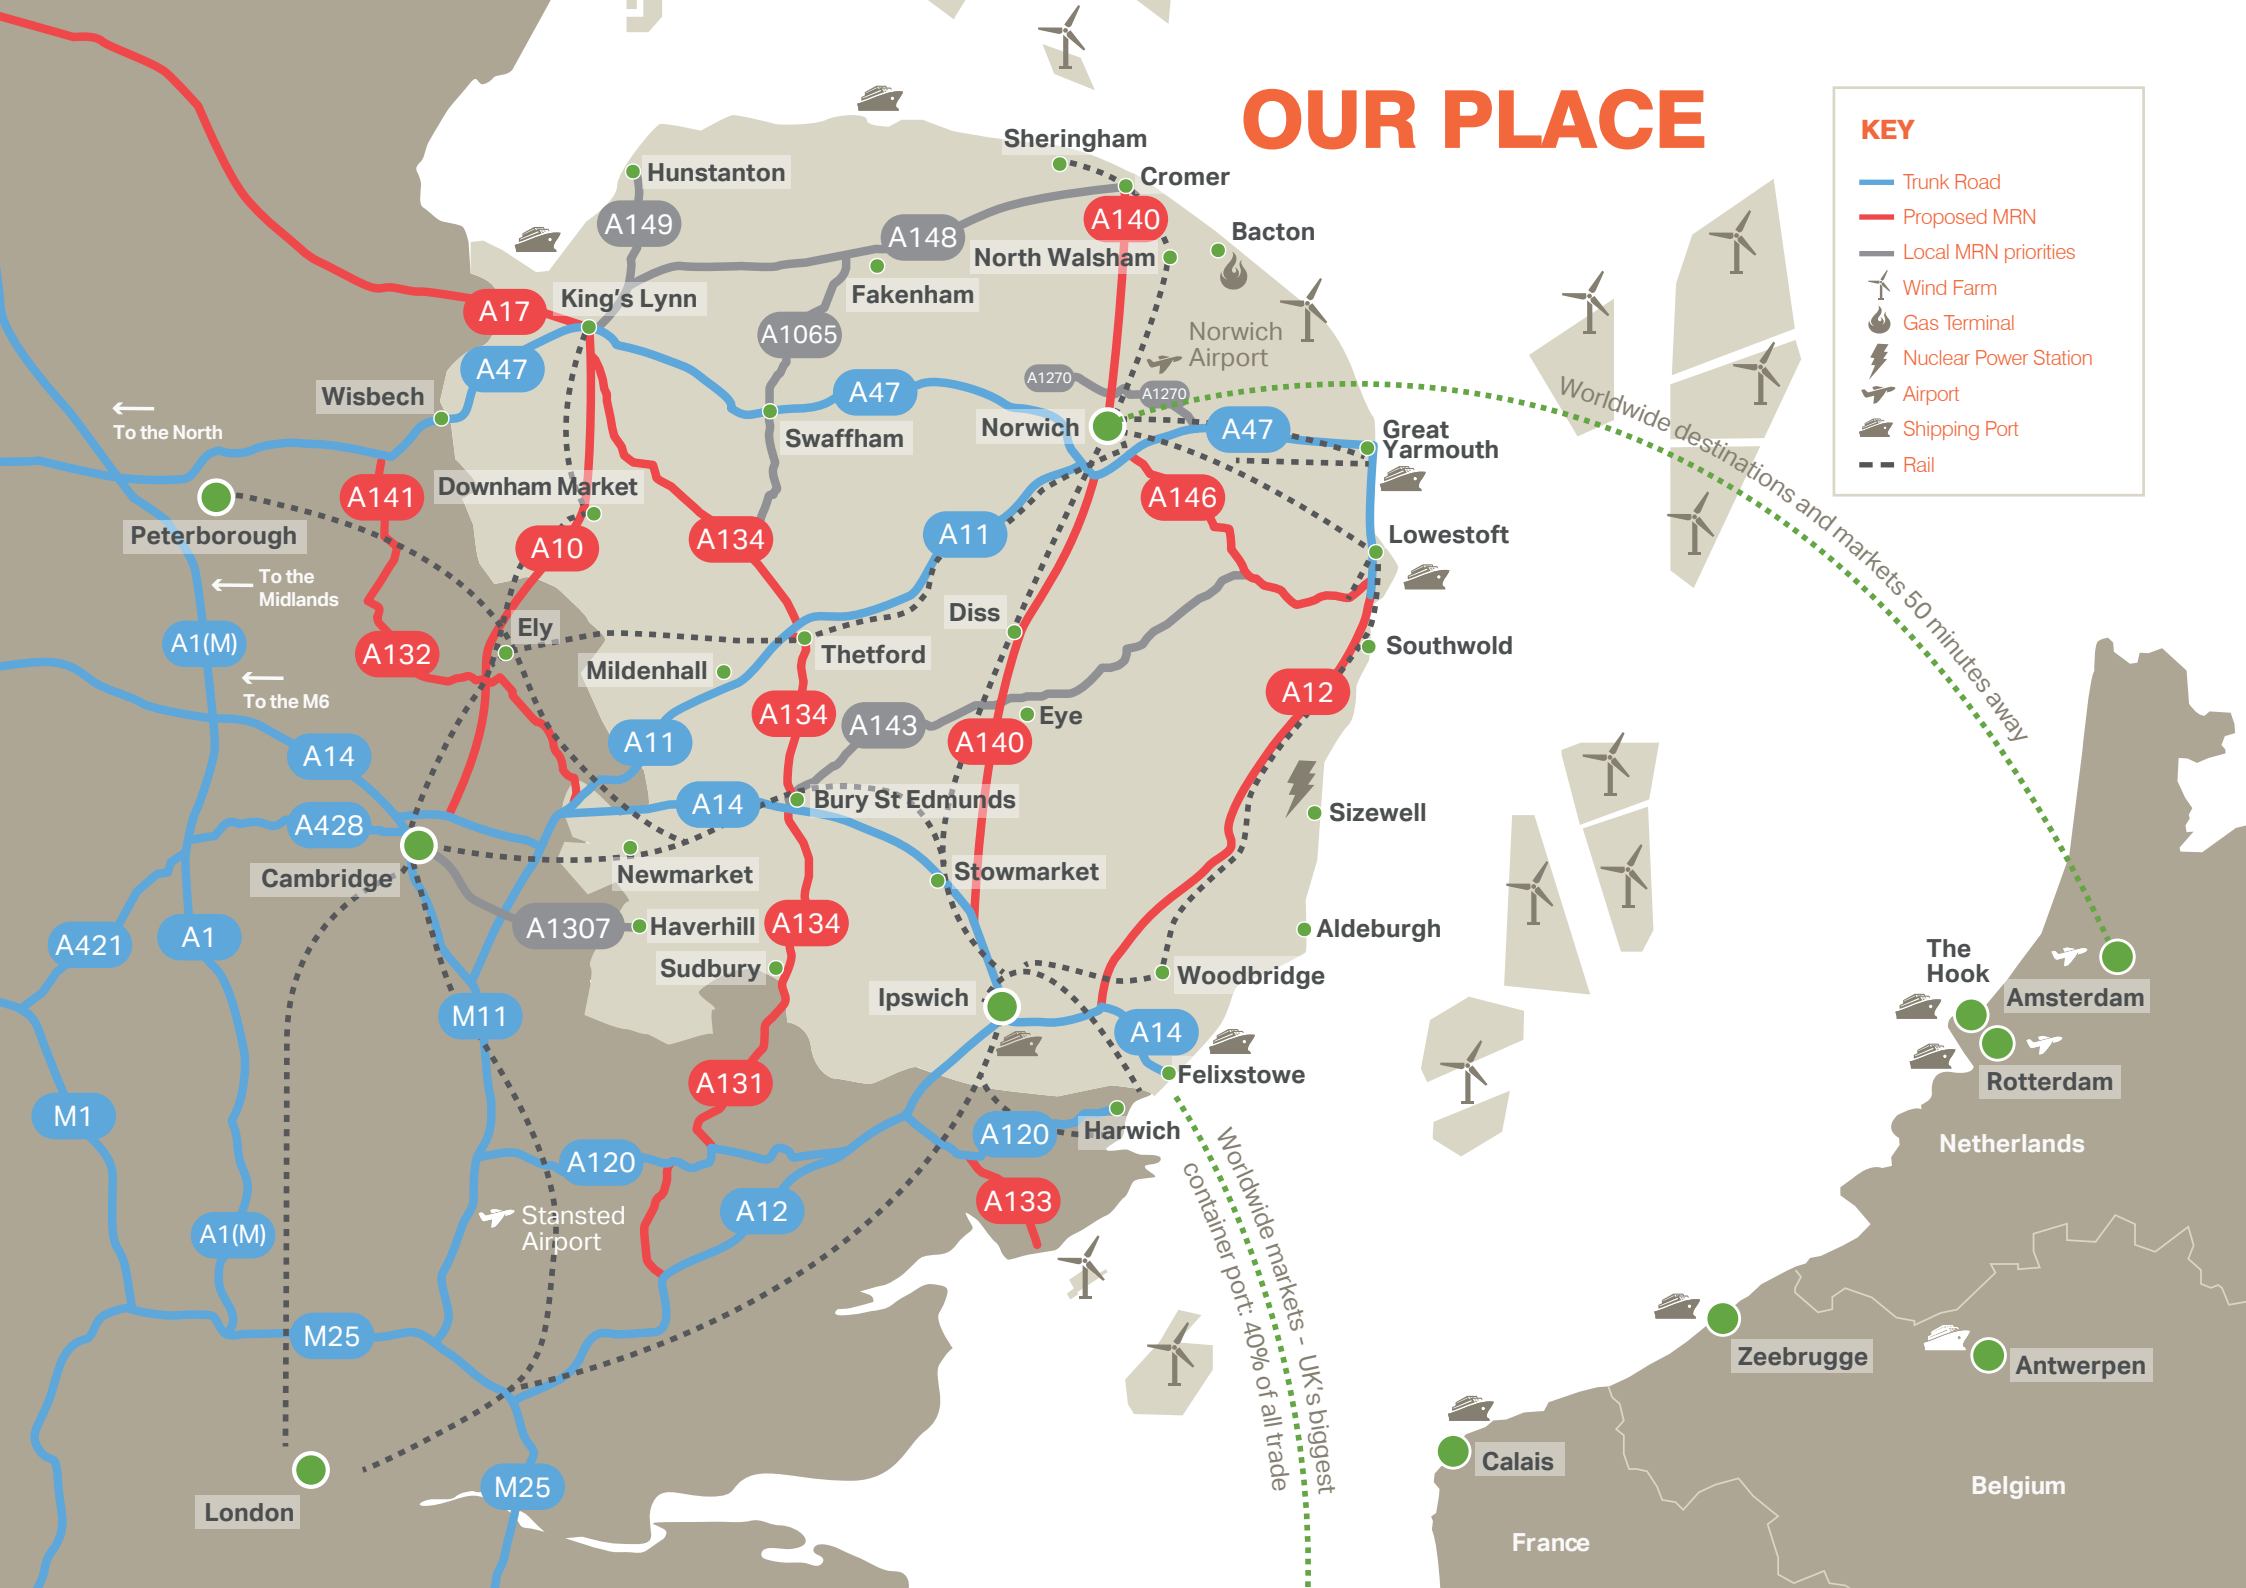 OUR PLACE
KEY
Trunk Road
Proposed MRN
Local MRN priorities
Wind Farm
Gas Terminal
Nuclear Power Station
Airport
Shipping Port
Rail
Sheringham
Cromer
Hunstanton
A149
A148
A140
North Walsham
Bacton
A17
King's Lynn
Fakenham
A1065
Norwich
Airport
A47
Wisbech
A47
A1270
A1270
To the North
Swaffham
Norwich
A47
Great
Yarmouth
A141
Downham Market
A146
Peterborough
A10
A134
A11
Lowestoft
To the
Midlands
Diss
A1(M)
Ely
A132
Mildenhall
Thetford
Southwold
To the M6
A12
A134
A143
Eye
A14
A11
A140
A428
A14
Bury St Edmunds
Sizewell
Cambridge
Newmarket
Stowmarket
A421
A1
A1307
Haverhill
A134
Aldeburgh
Sudbury
Woodbridge
Ipswich
M11
A14
Felixstowe
A131
M1
A120
Harwich
A120
A133
A12
A1(M)
Stansted
Airport
M25
M25
London
Worldwide destinations and markets 50 minutes away
Worldwide markets - UK's biggest
container port: 40% of all trade
The
Hook
Amsterdam
Rotterdam
Netherlands
Zeebrugge
Antwerpen
Calais
Belgium
France